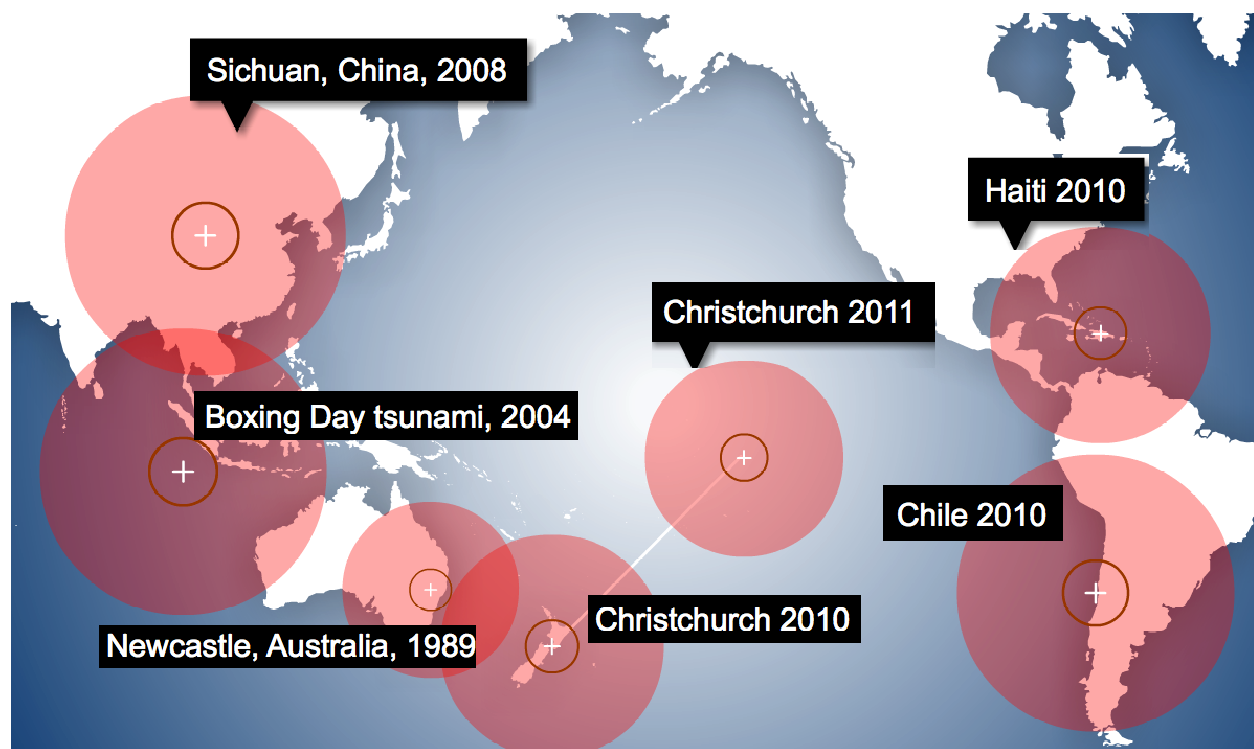 Sichuan, China, 2008
Haiti 2010
Christchurch 2011
Boxing Day tsunami, 2004
Chile 2010
Christchurch 2010
Newcastle, Australia, 1989